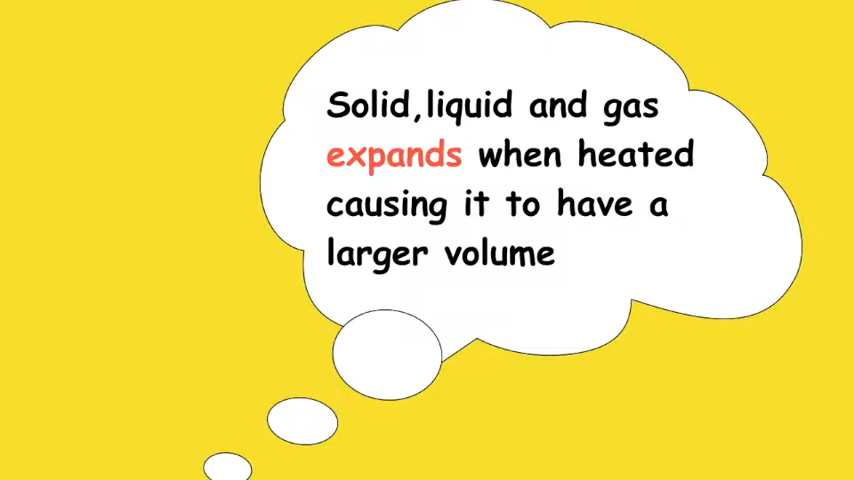 Solid,liquid and gas
expands when heated
causing it to have a
larger volume